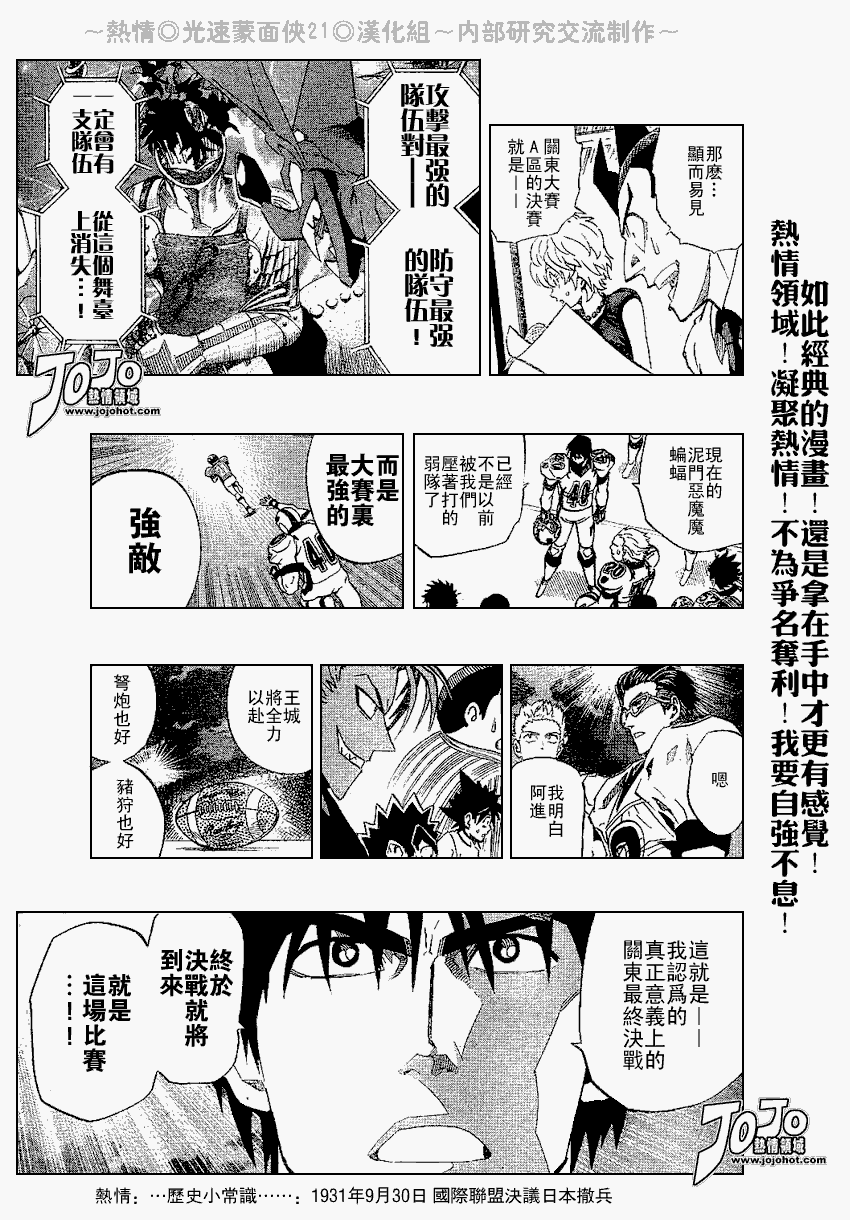 ～熱情◎光速蒙面俠21◎漢化組～内部研究交流制作～
那麼…
顯而易見
關東大賽
A區的決賽
就是——
攻擊最强的
隊伍對——
防守最强
的隊伍！
一定會有
一支隊伍
從這個舞臺
上消失…！
JOJO
熱情領域
www.jojohot.com
如此經典的漫畫！還是拿在手中才更有感覺！
熱情領域！凝聚熱情！不為爭名奪利！我要自強不息！
現在的
泥門惡魔
蝙蝠
已經
不是以前
被我們
壓著打的
弱隊了
40
而是
大賽裏
最強的
40
強敵
嗯
我明白
阿進
王城
將全力
以赴
弩炮也好
豬狩也好
這就是——
我認爲的
真正意義上的
關東最終決戰
終於
決戰就將
到來
就是
這場比賽
…！！
JOJO
熱情領域
www.jojohot.com
熱情：…歷史小常識……：1931年9月30日 國際聯盟決議日本撤兵